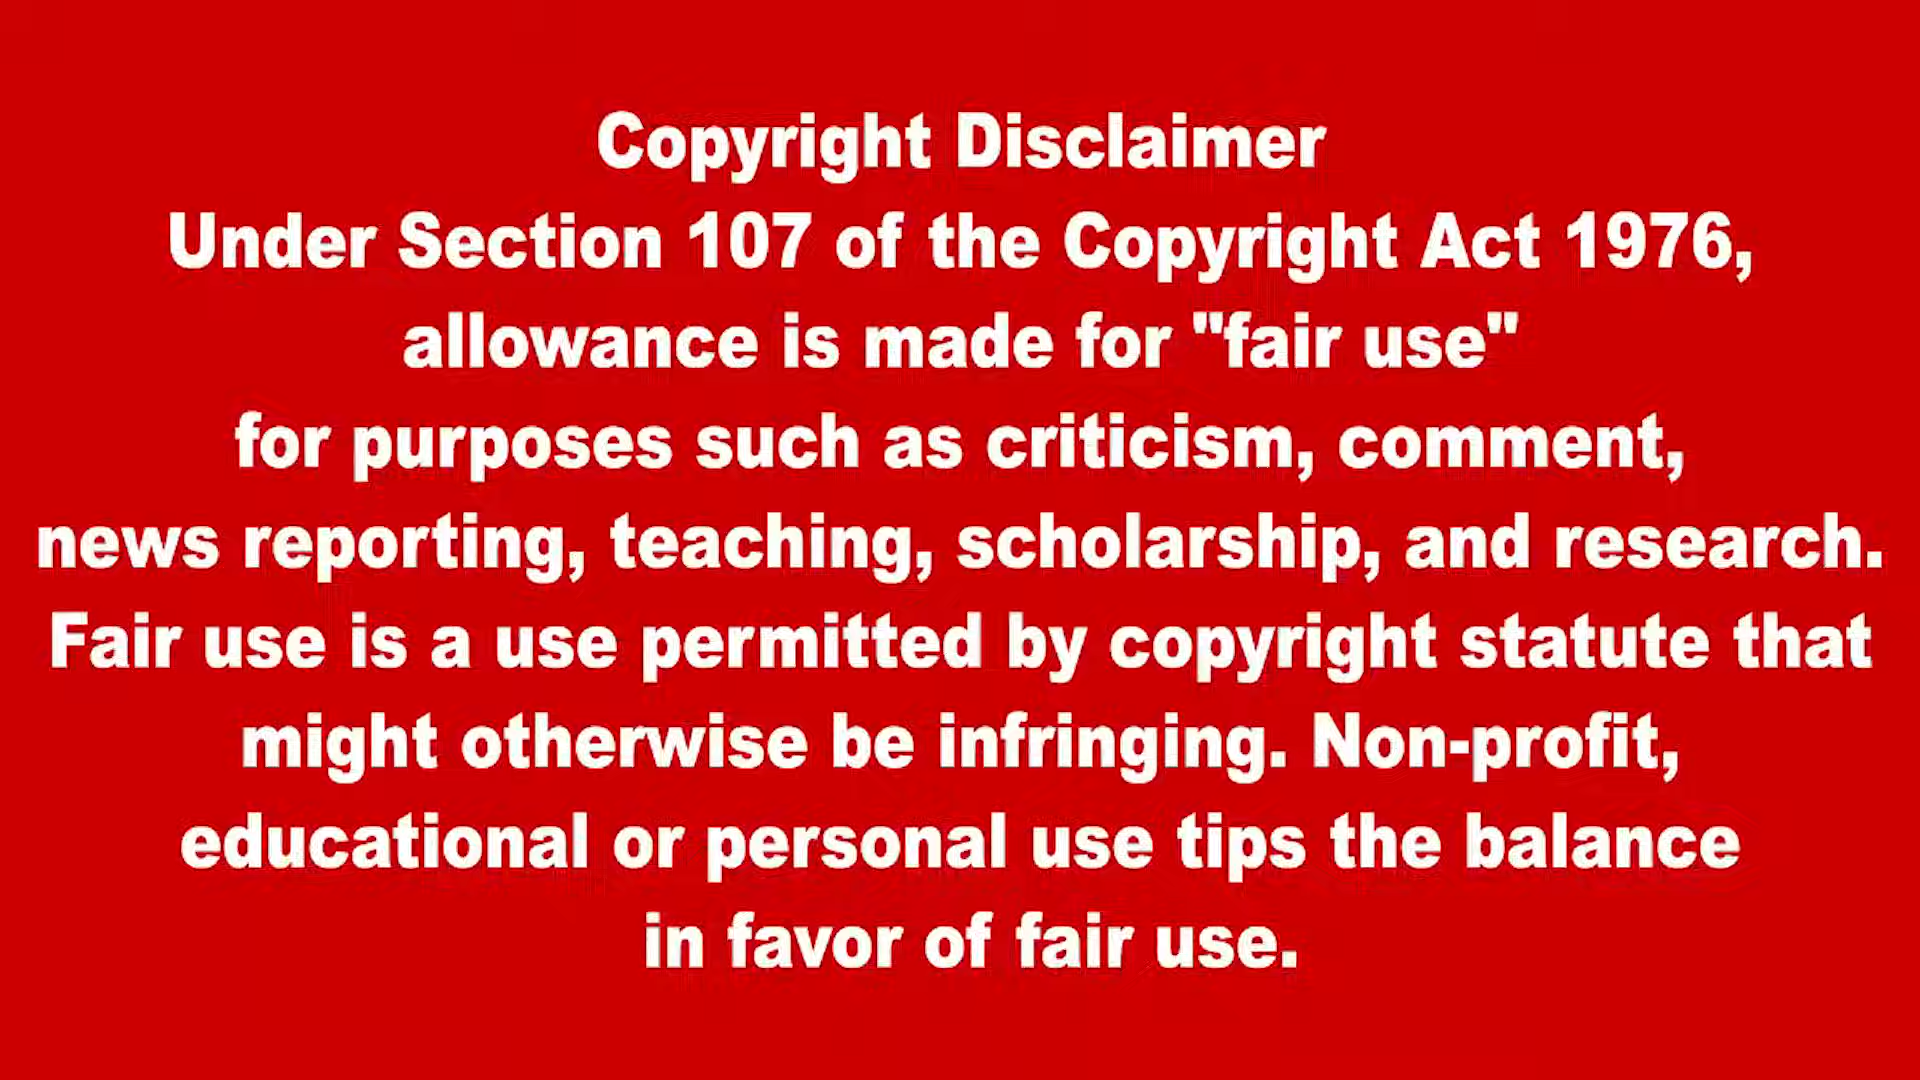 Copyright Disclaimer
Under Section 107 of the Copyright Act 1976,
allowance is made for "fair use"
for purposes such as criticism, comment,
news reporting, teaching, scholarship, and research.
Fair use is a use permitted by copyright statute that
might otherwise be infringing. Non-profit,
educational or personal use tips the balance
in favor of fair use.